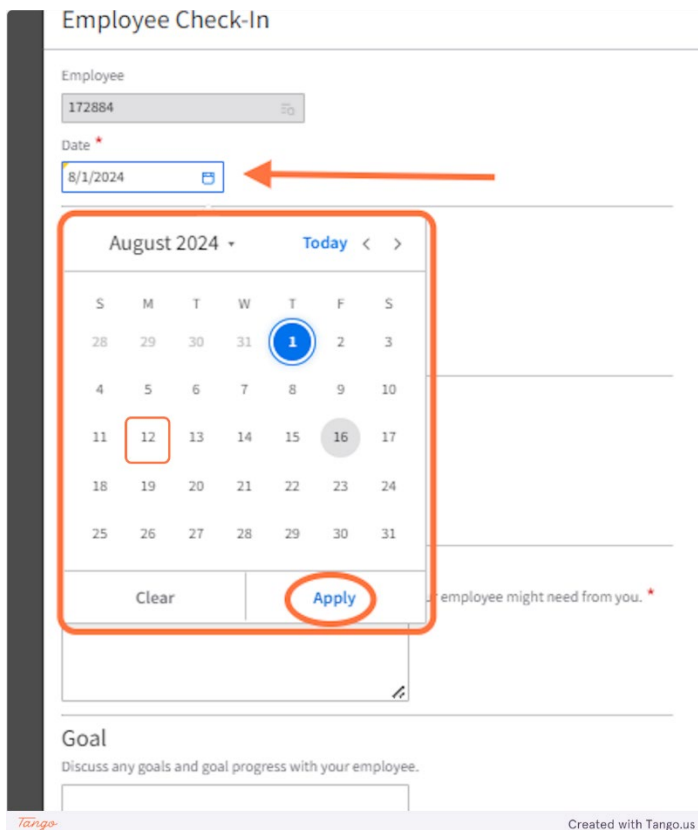 Employee Check-In
Employee
172884
Date *
8/1/2024
August 2024 Today < >
S M T W T F S
28 29 30 31 1 2 3
4 5 6 7 8 9 10
11 12 13 14 15 16 17
18 19 20 21 22 23 24
25 26 27 28 29 30 31
Clear Apply
employee might need from you. *
Goal
Discuss any goals and goal progress with your employee.
Tango Created with Tango.us